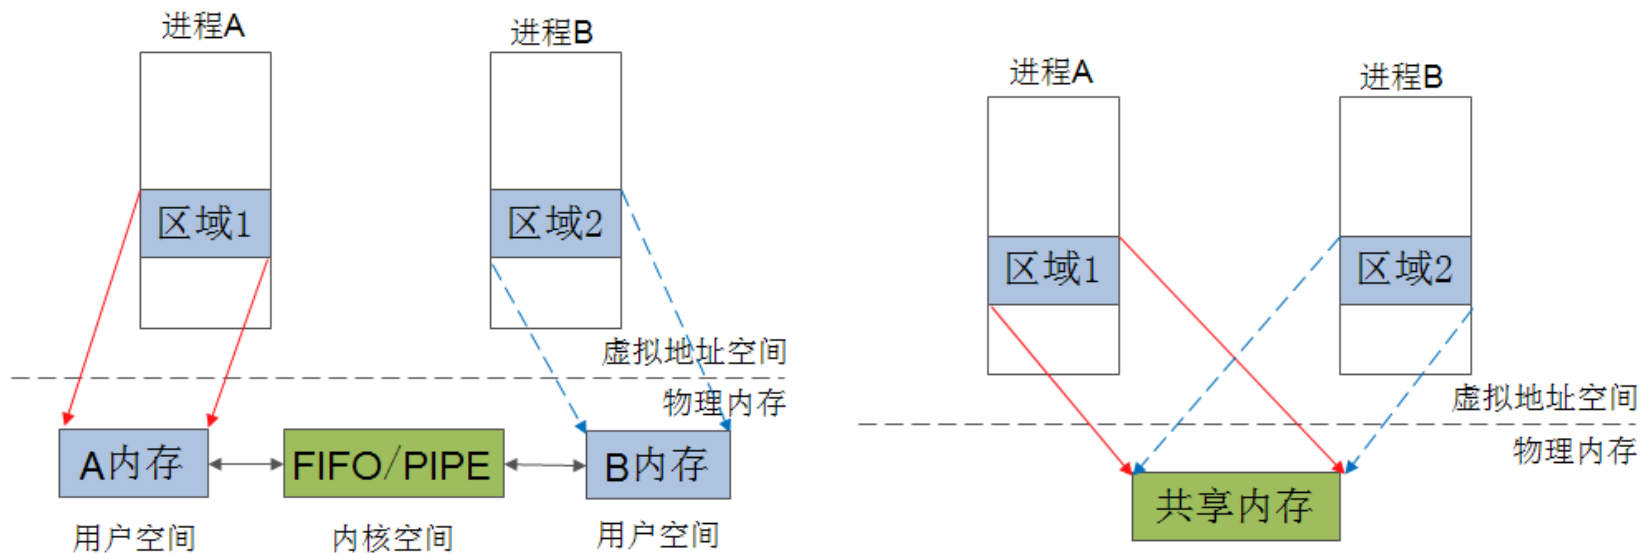 进程A
进程B
区域1
区域2
虚拟地址空间
物理内存
A内存
FIFO/PIPE
B内存
用户空间
内核空间
用户空间
进程A
进程B
区域1
区域2
虚拟地址空间
物理内存
共享内存